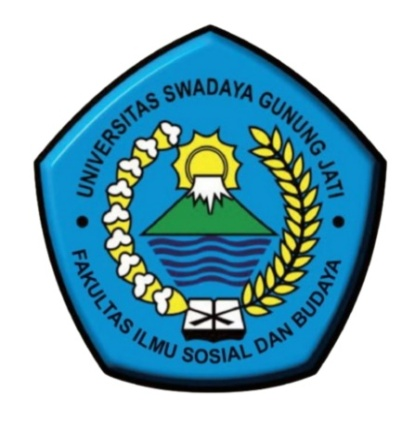 UNIVERSITAS SWADAYA GUNUNG JATI
FAKULTAS ILMU SOSIAL DAN BUDAYA